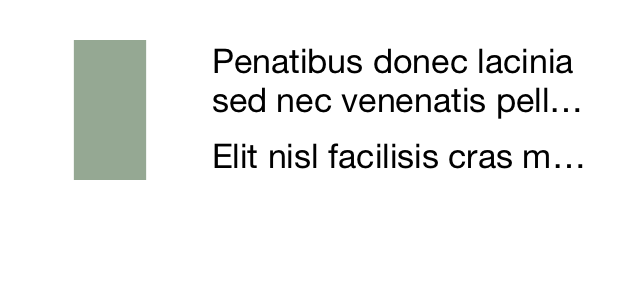 Penatibus donec lacinia
sed nec venenatis pell…
Elit nisl facilisis cras m…